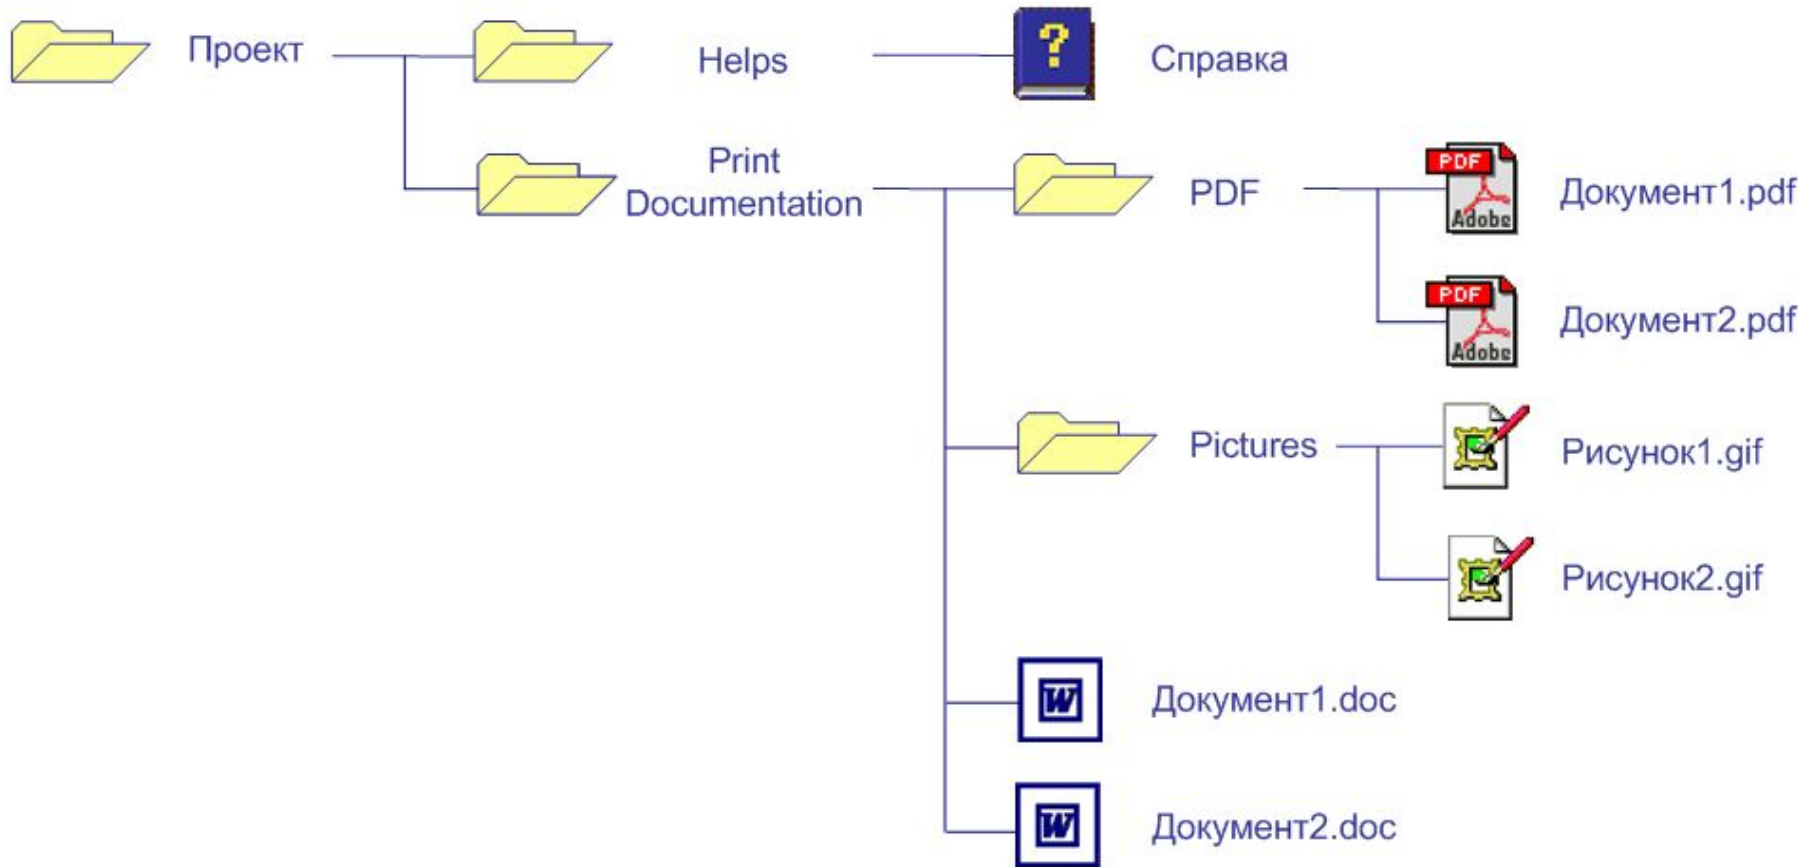 Проект
Helps
?
Справка
Print
Documentation
PDF
PDF
Adobe
Документ1.pdf
PDF
Adobe
Документ2.pdf
Pictures
Рисунок1.gif
Рисунок2.gif
W
Документ1.doc
W
Документ2.doc